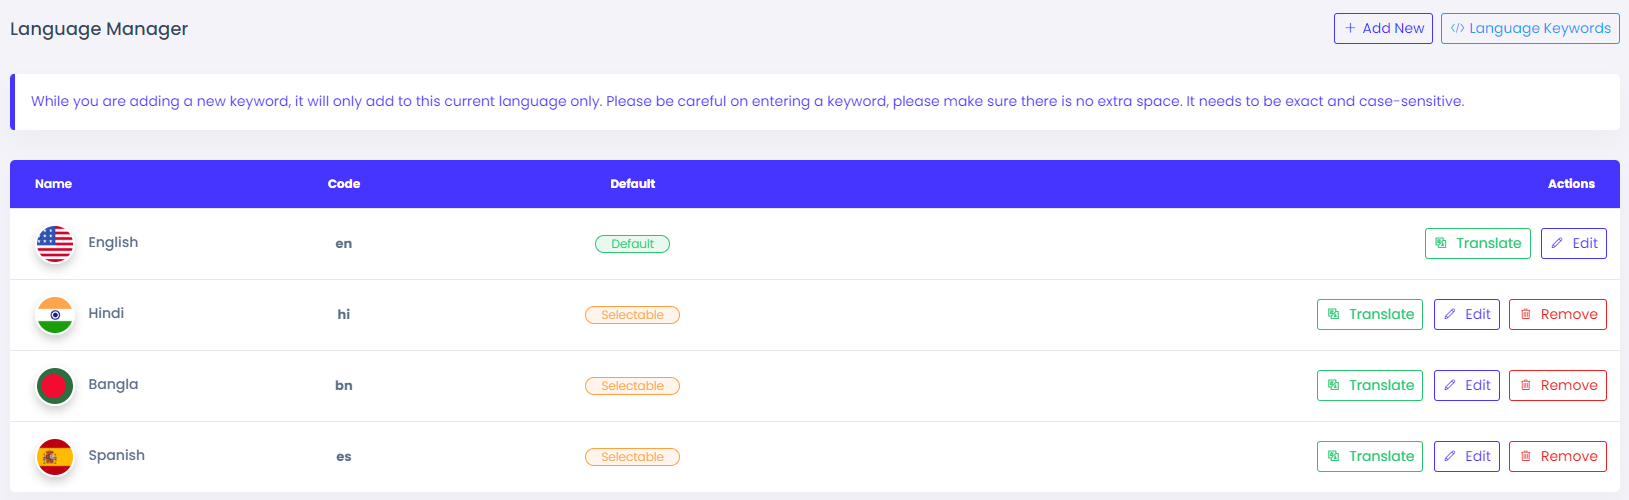 Language Manager
Add New
Language Keywords
While you are adding a new keyword, it will only add to this current language only. Please be careful on entering a keyword, please make sure there is no extra space. It needs to be exact and case-sensitive.
Name Code Default Actions
English en Default Translate Edit
Hindi hi Selectable Translate Edit Remove
Bangla bn Selectable Translate Edit Remove
Spanish es Selectable Translate Edit Remove